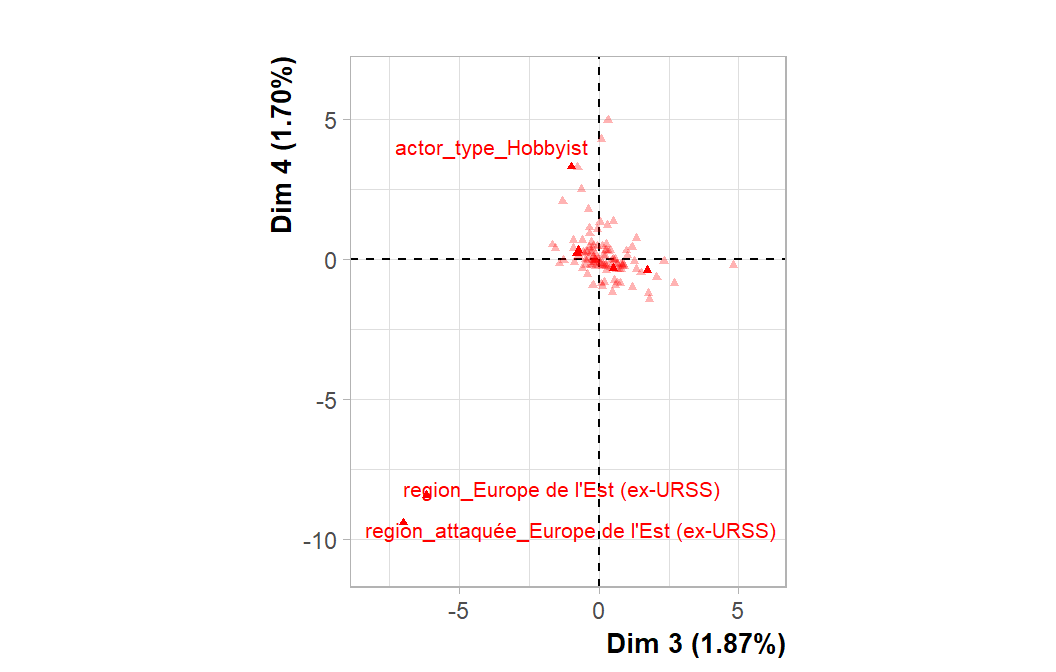 Dim 4 (1.70%)
5
actor_type_Hobbyist
0
-5
region_Europe de l'Est (ex-URSS)
region_attaquée_Europe de l'Est (ex-URSS)
-10
-5 0 5
Dim 3 (1.87%)